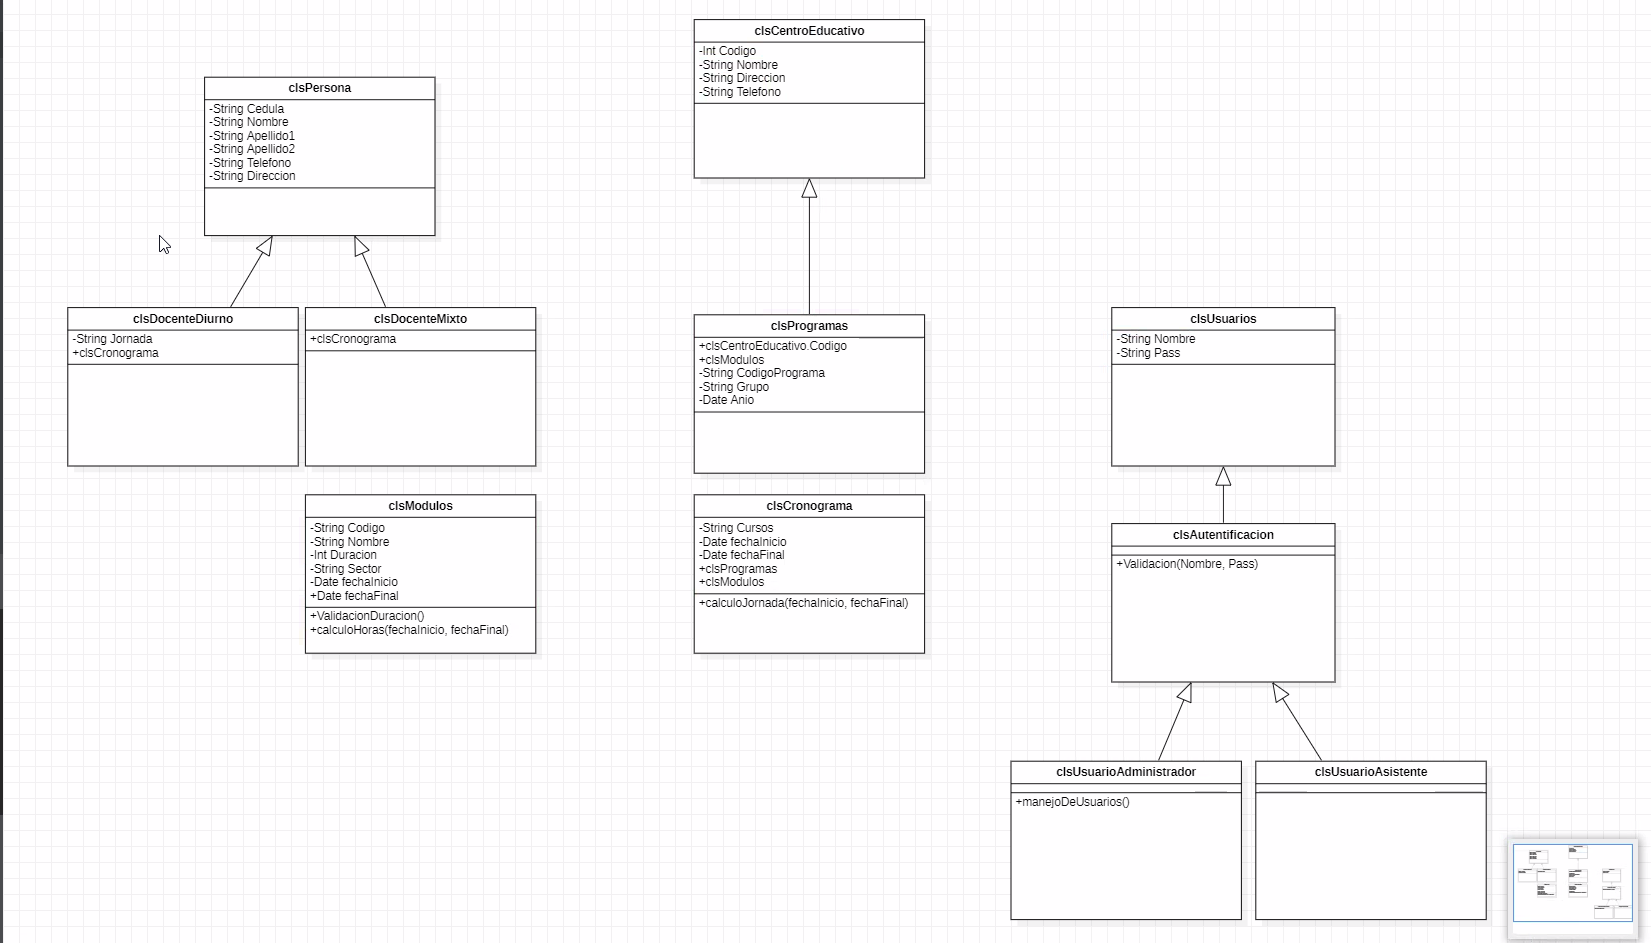 clsCentroEducativo
-Int Codigo
-String Nombre
-String Direccion
-String Telefono
clsPersona
-String Cedula
-String Nombre
-String Apellido1
-String Apellido2
-String Telefono
-String Direccion
clsDocenteDiurno
-String Jornada
+clsCronograma
clsDocenteMixto
+clsCronograma
clsProgramas
+clsCentroEducativo.Codigo
+clsModulos
-String CodigoPrograma
-String Grupo
-Date Anio
clsUsuarios
-String Nombre
-String Pass
clsModulos
-String Codigo
-String Nombre
-Int Duracion
-String Sector
-Date fechaInicio
+Date fechaFinal
+ValidacionDuracion()
+calculoHoras(fechaInicio, fechaFinal)
clsCronograma
-String Cursos
-Date fechaInicio
-Date fechaFinal
+clsProgramas
+clsModulos
+calculoJornada(fechaInicio, fechaFinal)
clsAutentificacion
+Validacion(Nombre, Pass)
clsUsuarioAdministrador
+manejoDeUsuarios()
clsUsuarioAsistente